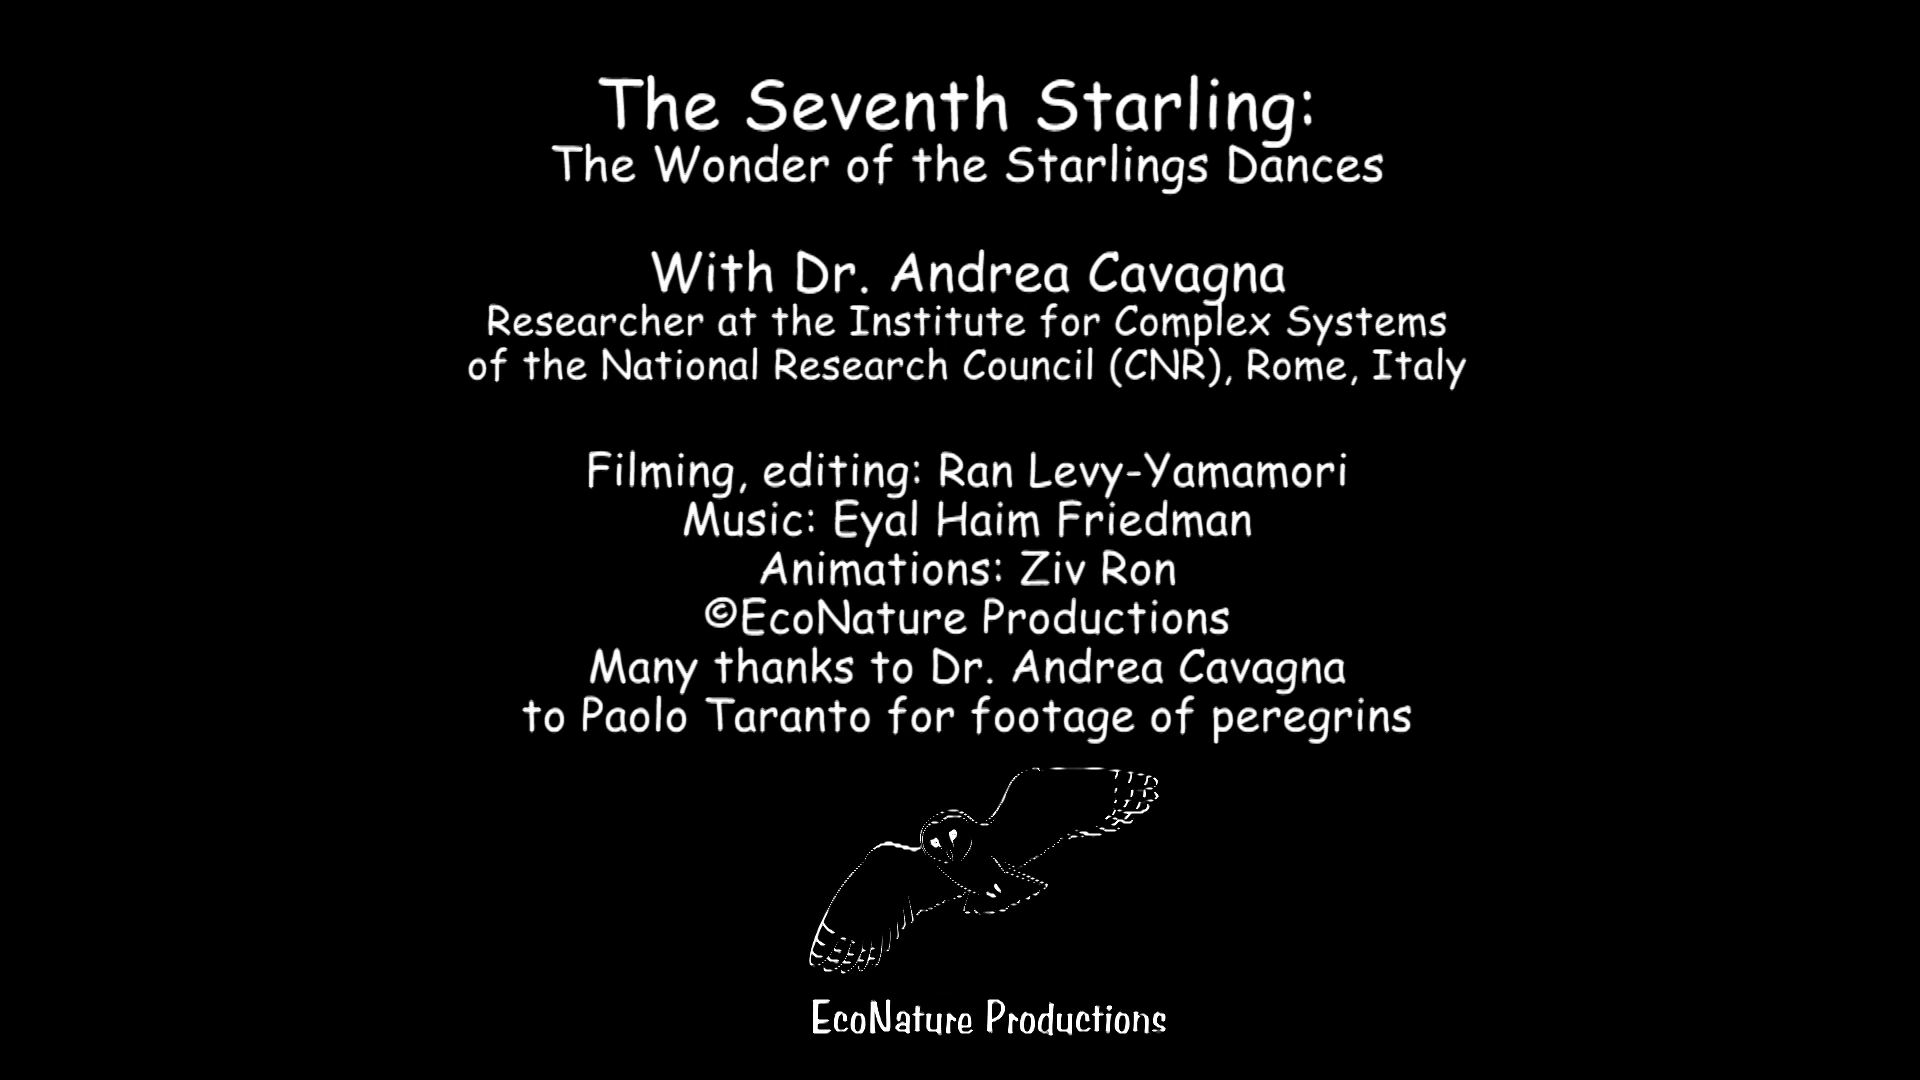 The Seventh Starling:
The Wonder of the Starlings Dances
With Dr. Andrea Cavagna
Researcher at the Institute for Complex Systems
of the National Research Council (CNR), Rome, Italy
Filming, editing: Ran Levy-Yamamori
Music: Eyal Haim Friedman
Animations: Ziv Ron
©EcoNature Productions
Many thanks to Dr. Andrea Cavagna
to Paolo Taranto for footage of peregrins
EcoNature Productions